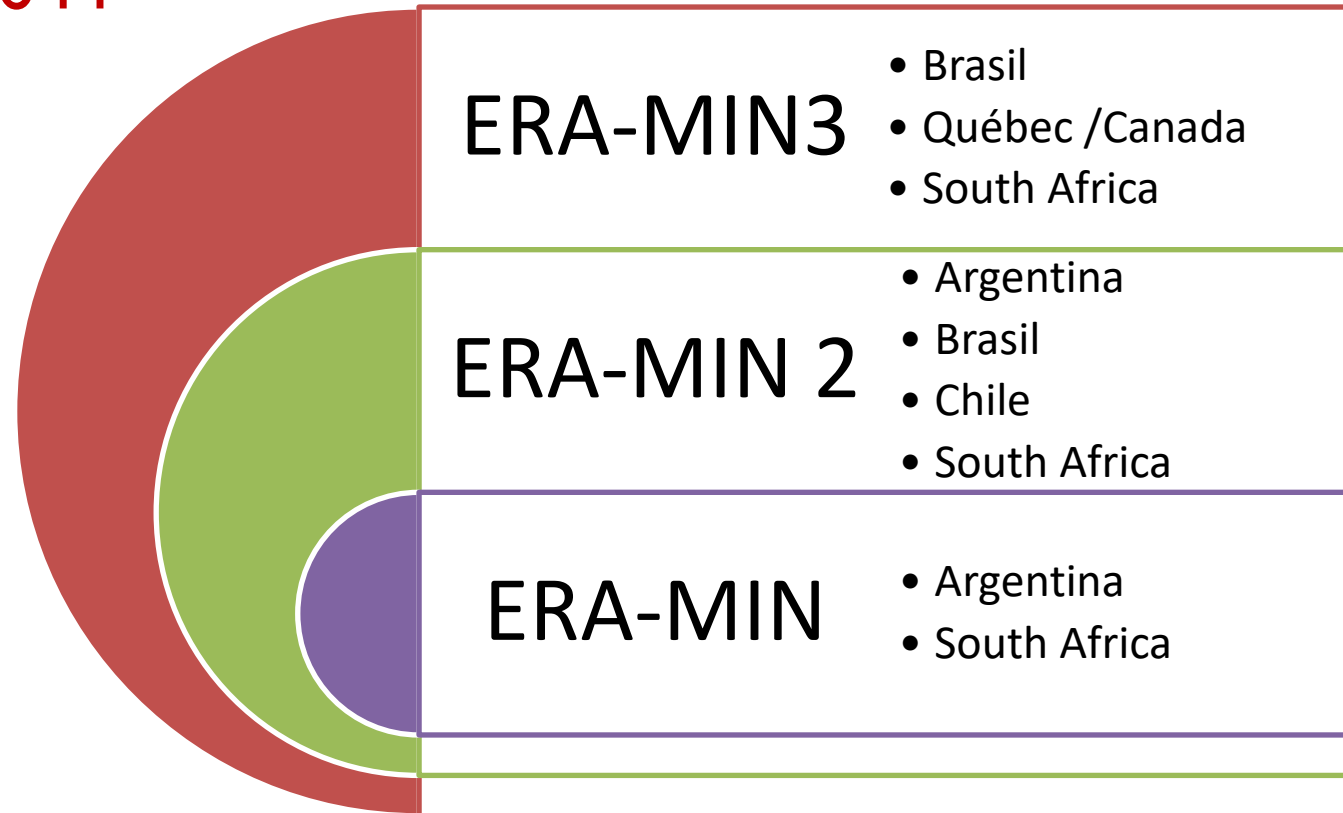 ERA-MIN3
• Brasil
• Québec /Canada
• South Africa
ERA-MIN 2
• Argentina
• Brasil
• Chile
• South Africa
ERA-MIN
• Argentina
• South Africa